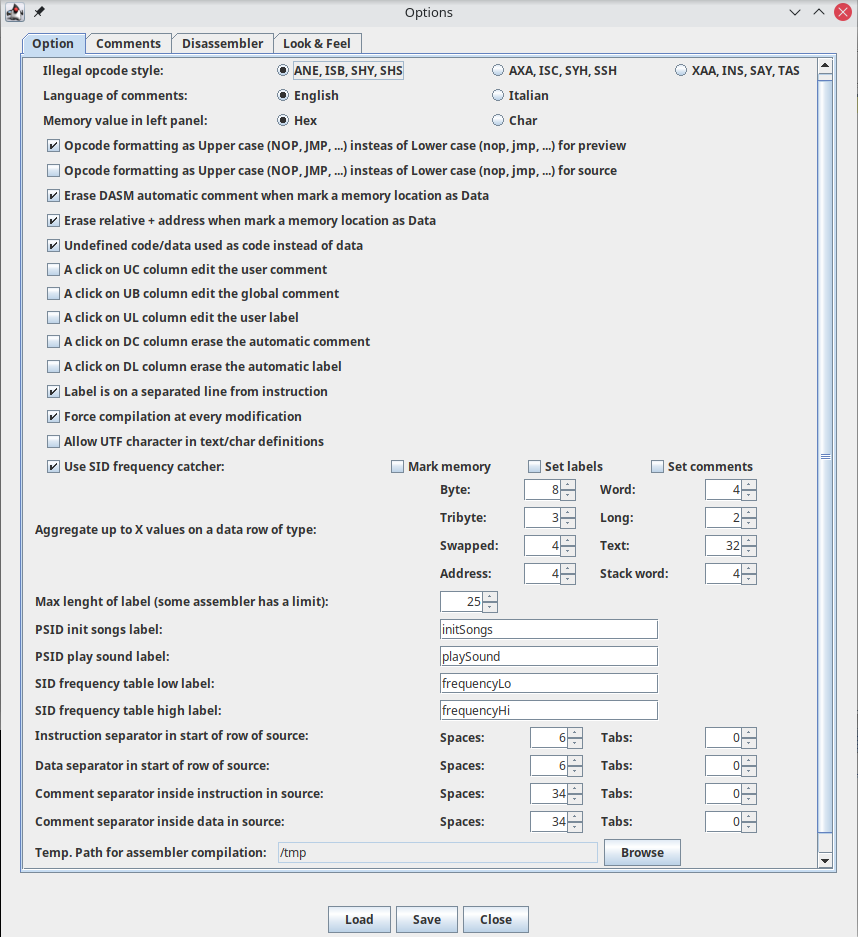 Options
Option Comments Disassembler Look & Feel
Illegal opcode style: ANE, ISB, SHY, SHS AXA, ISC, SYH, SSH XAA, INS, SAY, TAS
Language of comments: English Italian
Memory value in left panel: Hex Char
Opcode formatting as Upper case (NOP, JMP, ...) insteas of Lower case (nop, jmp, ...) for preview
Opcode formatting as Upper case (NOP, JMP, ...) insteas of Lower case (nop, jmp, ...) for source
Erase DASM automatic comment when mark a memory location as Data
Erase relative + address when mark a memory location as Data
Undefined code/data used as code instead of data
A click on UC column edit the user comment
A click on UB column edit the global comment
A click on UL column edit the user label
A click on DC column erase the automatic comment
A click on DL column erase the automatic label
Label is on a separated line from instruction
Force compilation at every modification
Allow UTF character in text/char definitions
Use SID frequency catcher: Mark memory Set labels Set comments
Byte: 8 Word: 4
Tribyte: 3 Long: 2
Aggregate up to X values on a data row of type:
Swapped: 4 Text: 32
Address: 4 Stack word: 4
Max lenght of label (some assembler has a limit): 25
PSID init songs label: initSongs
PSID play sound label: playSound
SID frequency table low label: frequencyLo
SID frequency table high label: frequencyHi
Instruction separator in start of row of source: Spaces: 6 Tabs: 0
Data separator in start of row of source: Spaces: 6 Tabs: 0
Comment separator inside instruction in source: Spaces: 34 Tabs: 0
Comment separator inside data in source: Spaces: 34 Tabs: 0
Temp. Path for assembler compilation: /tmp Browse
Load Save Close